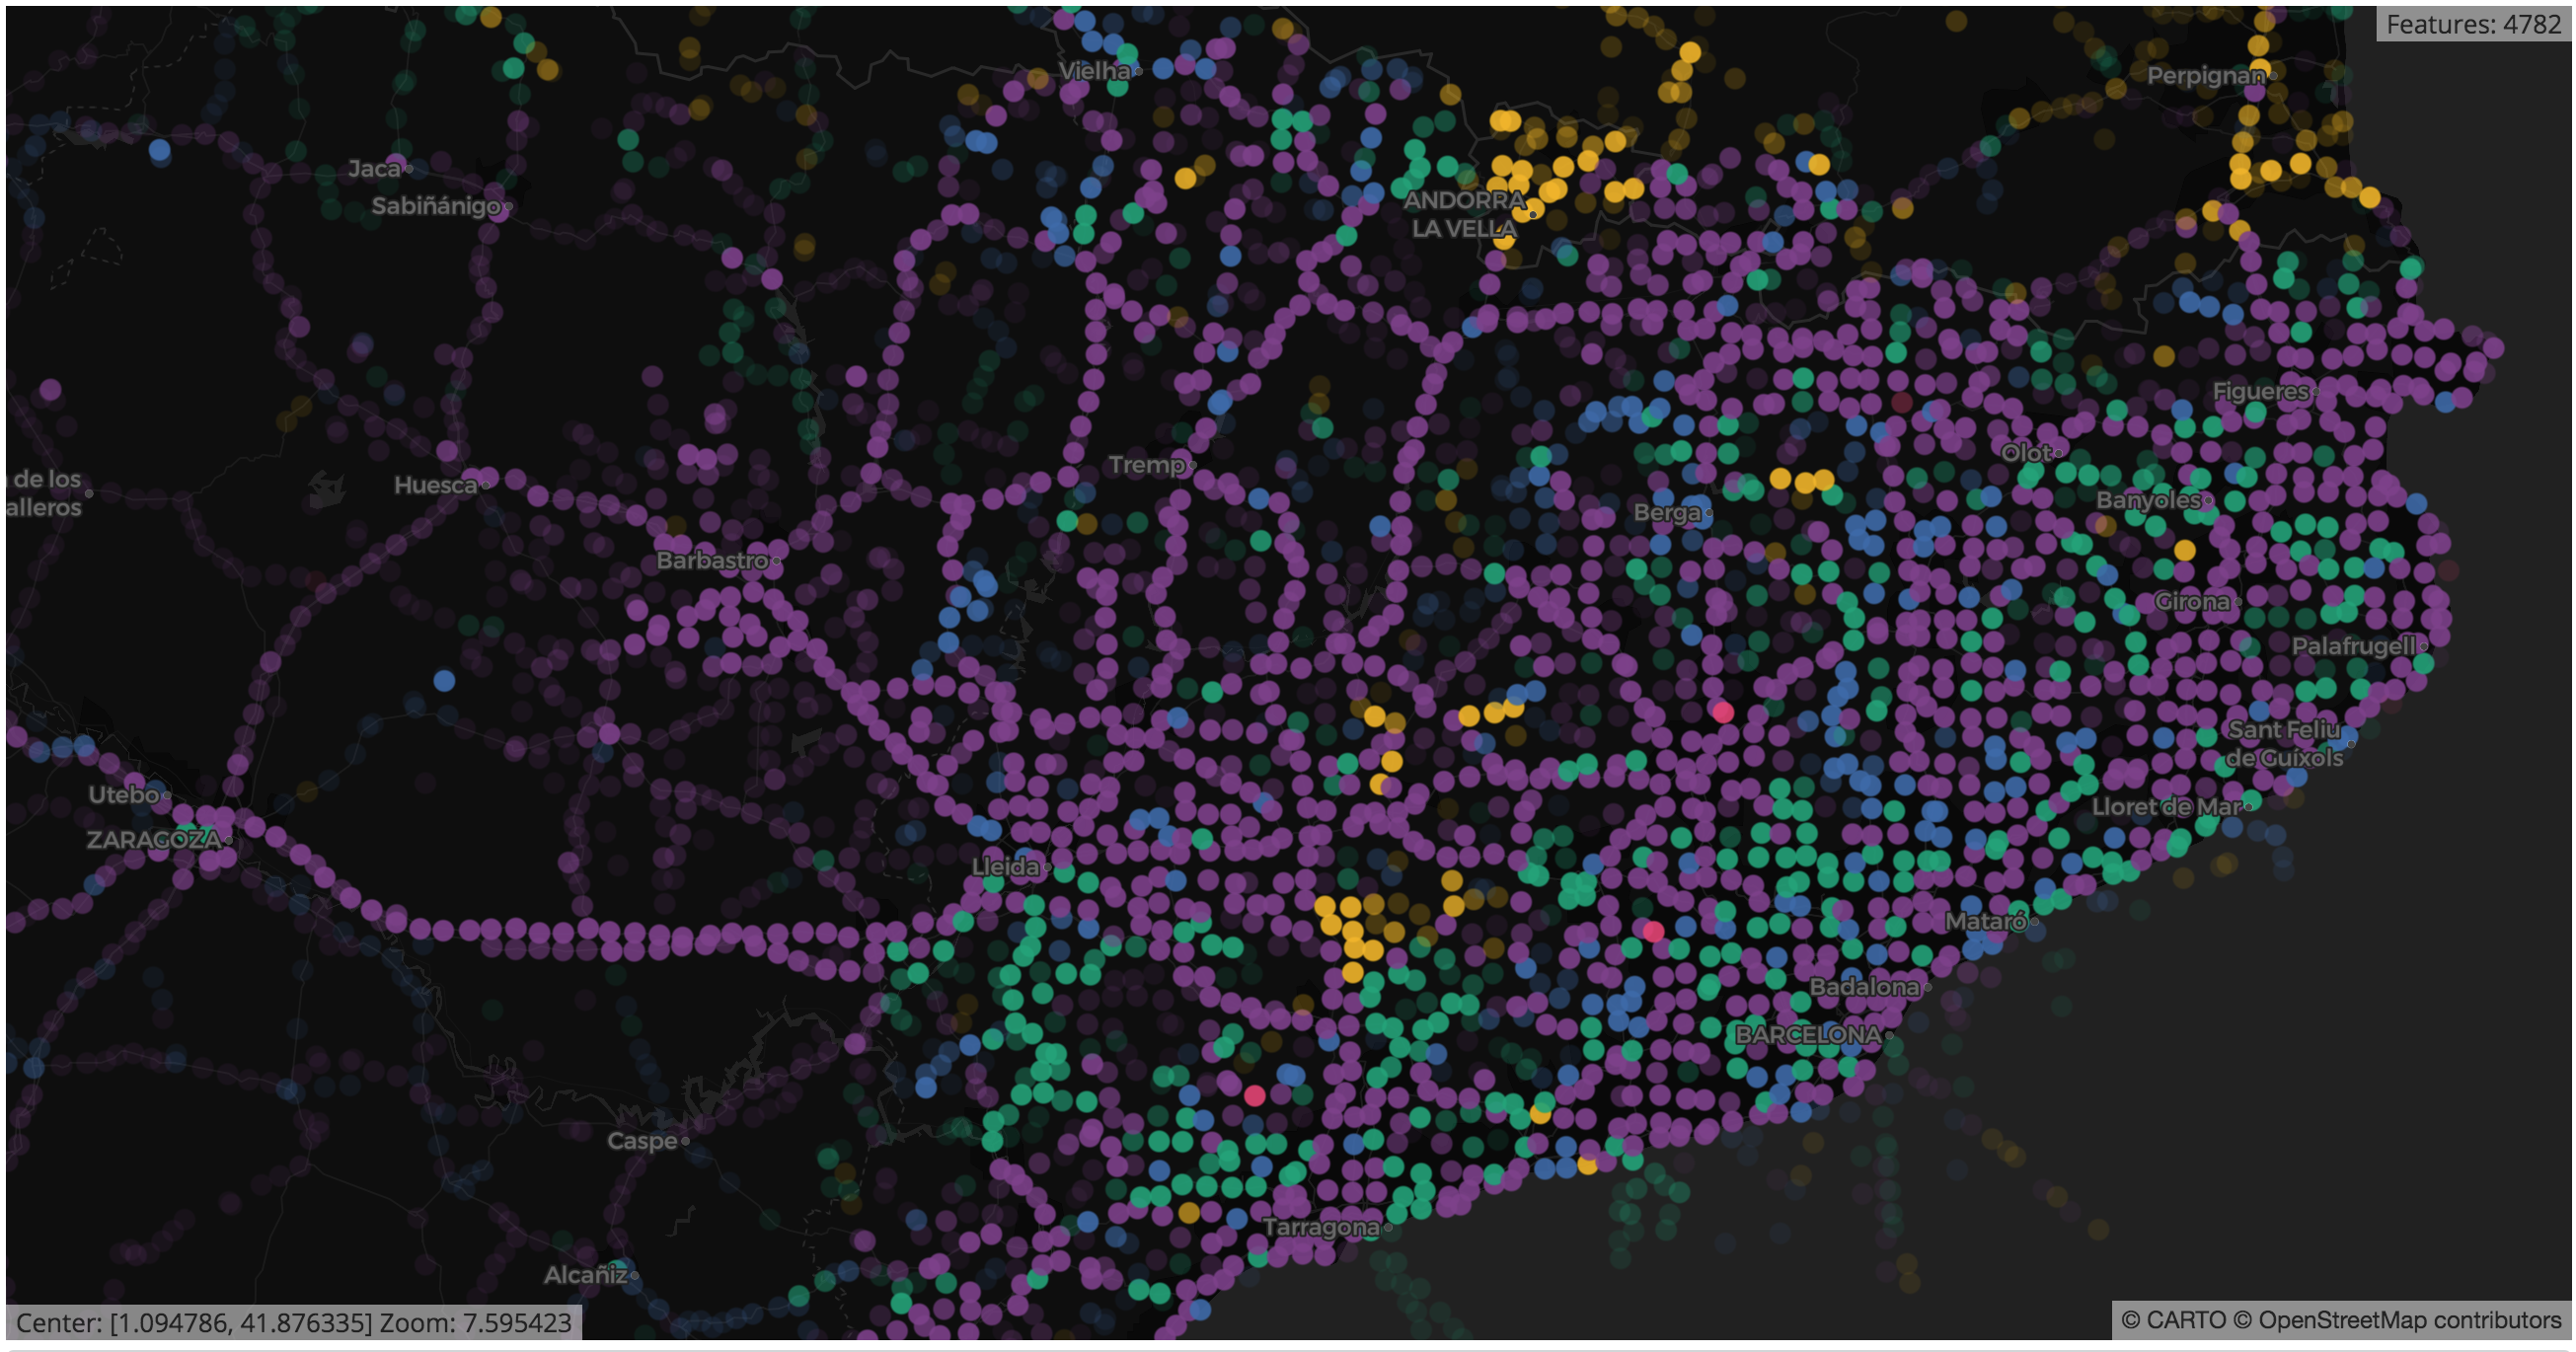 Features: 4782
Vielha
Perpignan
Jaca
ANDORRA
LA VELLA
Sabiñánigo
Figueres
Tremp
Olot
de los
alleros
Huesca
Banyoles
Berga
Barbastro
Girona
Palafrugell
Sant Feliu
de Guíxols
Utebo
Lloret de Mar
ZARAGOZA
Lleida
Mataró
Badalona
BARCELONA
Caspe
Tarragona
Alcañiz
Center: [1.094786, 41.876335] Zoom: 7.595423
© CARTO © OpenStreetMap contributors